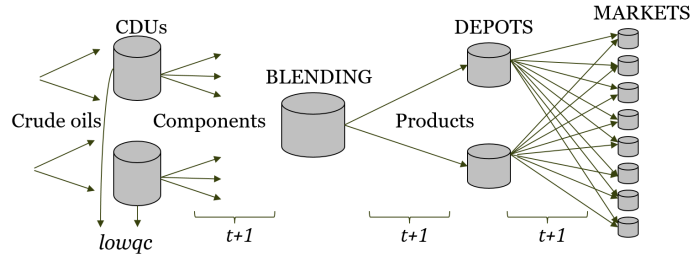 CDUs
DEPOTS
MARKETS
BLENDING
Crude oils
Components
Products
t+1
t+1
t+1
lowqc